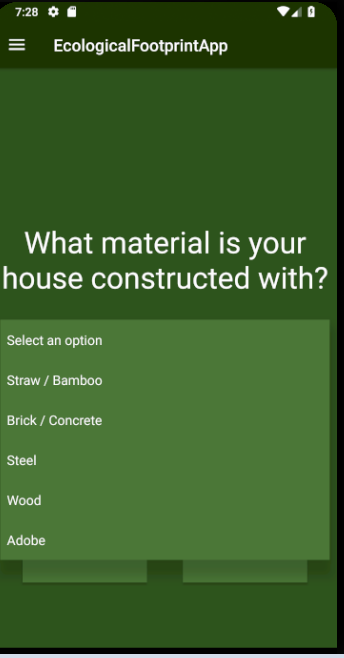 7:28
EcologicalFootprintApp
What material is your
house constructed with?
Select an option
Straw / Bamboo
Brick / Concrete
Steel
Wood
Adobe